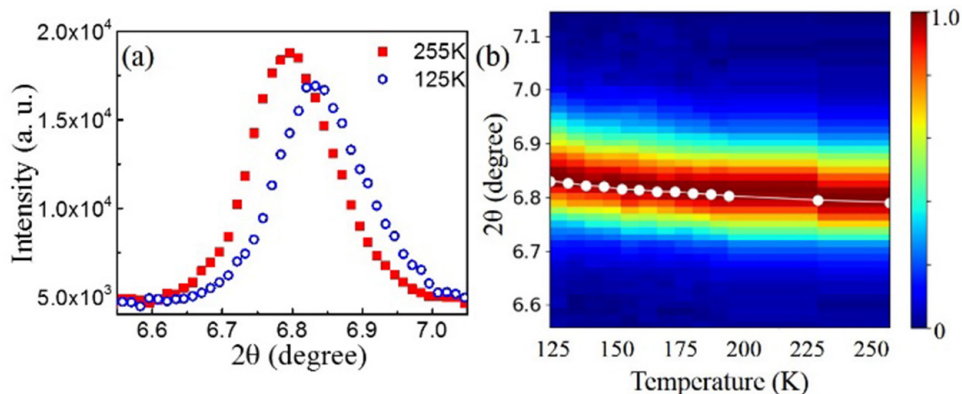 (a)
255K
125K
2.0x10⁴
1.5x10⁴
1.0x10⁴
5.0x10³
Intensity (a. u.)
6.6 6.7 6.8 6.9 7.0
2θ (degree)
(b)
7.1
7.0
6.9
6.8
6.7
6.6
2θ (degree)
125 150 175 200 225 250
Temperature (K)
1.0
0